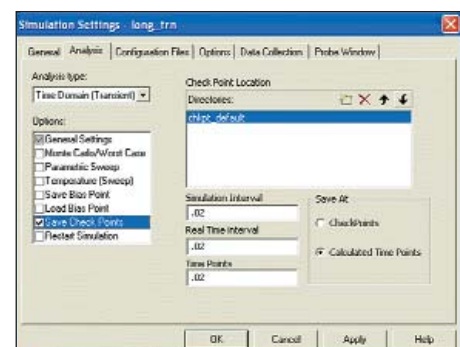 Simulation Settings - long_trn
General
Analysis
Configuration Files
Options
Data Collection
Probe Window
Analysis type:
Time Domain (Transient)
Options:
General Settings
Monte Carlo/Worst Case
Parametric Sweep
Temperature (Sweep)
Save Bias Point
Load Bias Point
Save Check Points
Restart Simulation
Check Point Location
Directories:
chkpt_default
Simulation Interval
.02
Real Time Interval
.02
Time Points
.02
Save At
CheckPoints
Calculated Time Points
OK
Cancel
Apply
Help